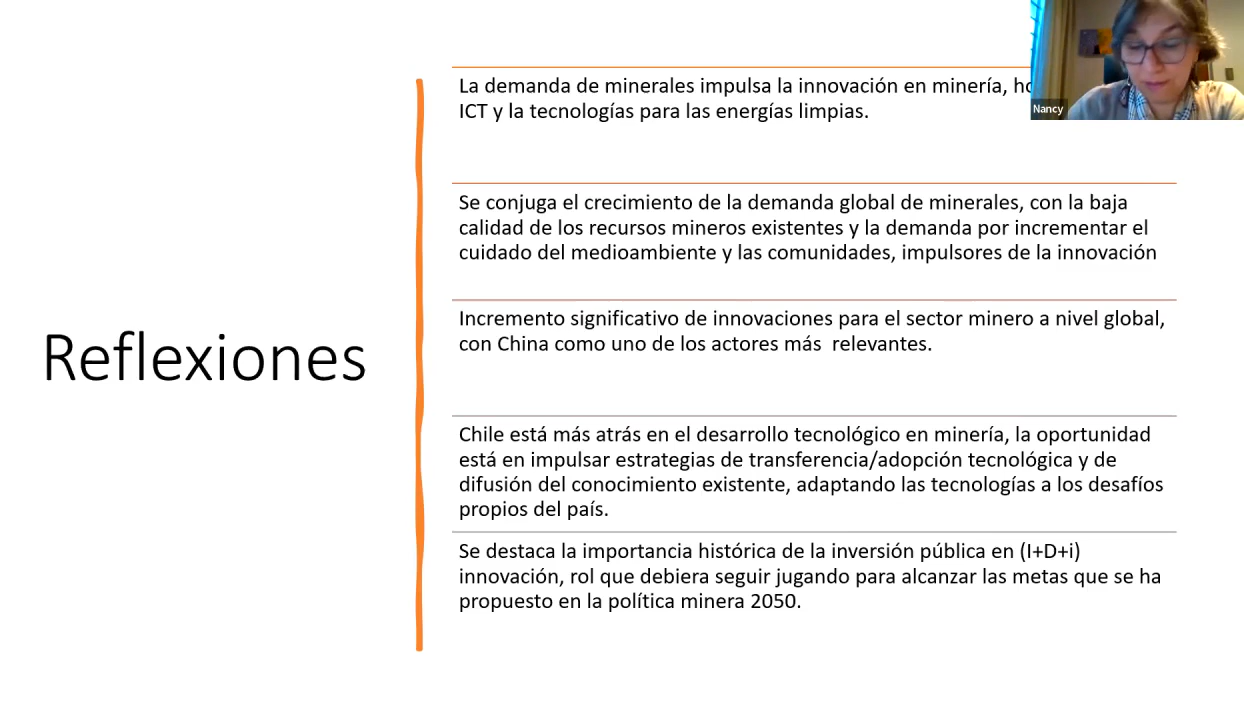 Reflexiones
La demanda de minerales impulsa la innovación en minería,
ICT y la tecnologías para las energías limpias.
Se conjuga el crecimiento de la demanda global de minerales, con la baja
calidad de los recursos mineros existentes y la demanda por incrementar el
cuidado del medioambiente y las comunidades, impulsores de la innovación
Incremento significativo de innovaciones para el sector minero a nivel global,
con China como uno de los actores más  relevantes.
Chile está más atrás en el desarrollo tecnológico en minería, la oportunidad
está en impulsar estrategias de transferencia/adopción tecnológica y de
difusión del conocimiento existente, adaptando las tecnologías a los desafíos
propios del país.
Se destaca la importancia histórica de la inversión pública en (I+D+i)
innovación, rol que debiera seguir jugando para alcanzar las metas que se ha
propuesto en la política minera 2050.
Nancy